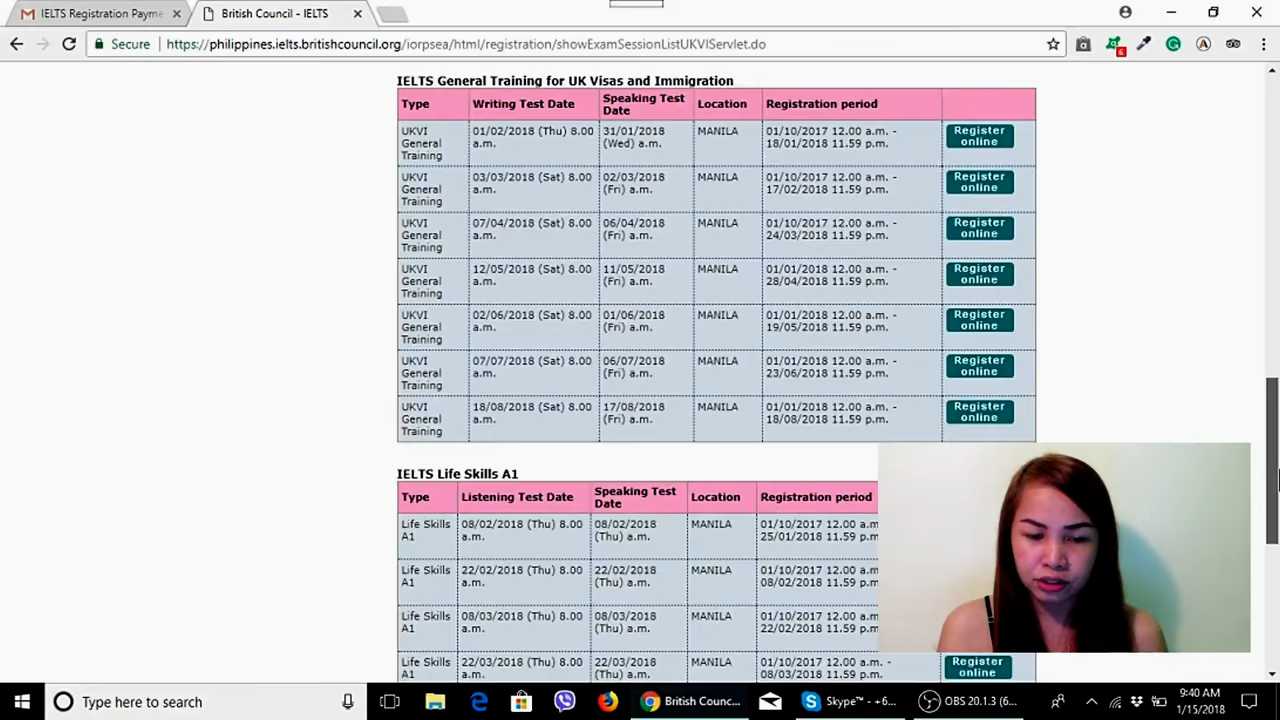 IELTS Registration Payme
British Council - IELTS
Secure
https://philippines.ielts.britishcouncil.org/iorpsea/html/registration/showExamSessionListUKVIServlet.do
6
IELTS General Training for UK Visas and Immigration
Type
Writing Test Date
Speaking Test
Date
Location
Registration period
UKVI
General
Training
01/02/2018 (Thu) 8.00
a.m.
31/01/2018
(Wed) a.m.
MANILA
01/10/2017 12.00 a.m. -
18/01/2018 11.59 p.m.
Register
online
UKVI
General
Training
03/03/2018 (Sat) 8.00
a.m.
02/03/2018
(Fri) a.m.
MANILA
01/10/2017 12.00 a.m. -
17/02/2018 11.59 p.m.
Register
online
UKVI
General
Training
07/04/2018 (Sat) 8.00
a.m.
06/04/2018
(Fri) a.m.
MANILA
01/10/2017 12.00 a.m. -
24/03/2018 11.59 p.m.
Register
online
UKVI
General
Training
12/05/2018 (Sat) 8.00
a.m.
11/05/2018
(Fri) a.m.
MANILA
01/01/2018 12.00 a.m. -
28/04/2018 11.59 p.m.
Register
online
UKVI
General
Training
02/06/2018 (Sat) 8.00
a.m.
01/06/2018
(Fri) a.m.
MANILA
01/01/2018 12.00 a.m. -
19/05/2018 11.59 p.m.
Register
online
UKVI
General
Training
07/07/2018 (Sat) 8.00
a.m.
06/07/2018
(Fri) a.m.
MANILA
01/01/2018 12.00 a.m. -
23/06/2018 11.59 p.m.
Register
online
UKVI
General
Training
18/08/2018 (Sat) 8.00
a.m.
17/08/2018
(Fri) a.m.
MANILA
01/01/2018 12.00 a.m. -
18/08/2018 11.59 p.m.
Register
online
IELTS Life Skills A1
Type
Listening Test Date
Speaking Test
Date
Location
Registration period
Life Skills
A1
08/02/2018 (Thu) 8.00
a.m.
08/02/2018
(Thu) a.m.
MANILA
01/10/2017 12.00 a.m
25/01/2018 11.59 p.m
Life Skills
A1
22/02/2018 (Thu) 8.00
a.m.
22/02/2018
(Thu) a.m.
MANILA
01/10/2017 12.00 a.m
08/02/2018 11.59 p.m
Life Skills
A1
08/03/2018 (Thu) 8.00
a.m.
08/03/2018
(Thu) a.m.
MANILA
01/10/2017 12.00 a.m
22/02/2018 11.59 p.m
Life Skills
A1
22/03/2018 (Thu) 8.00
a.m.
22/03/2018
(Thu) a.m.
MANILA
01/10/2017 12.00 a.m. -
08/03/2018 11.59 p.m.
Register
online
Type here to search
British Counc...
Skype™ - +6...
OBS 20.1.3 (6...
9:40 AM
1/15/2018